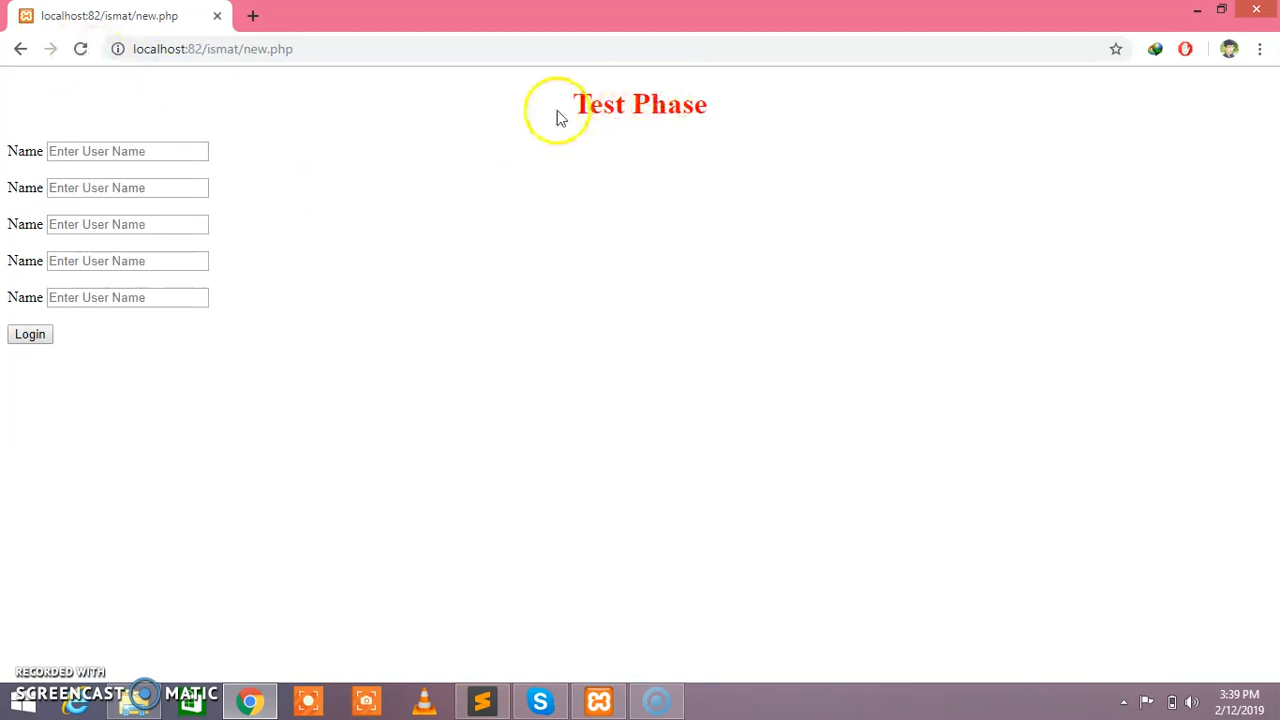 localhost:82/ismat/new.php
localhost:82/ismat/new.php
Test Phase
Name Enter User Name
Name Enter User Name
Name Enter User Name
Name Enter User Name
Name Enter User Name
Login
RECORDED WITH
SCREENCAST MATIC
3:39 PM
2/12/2019